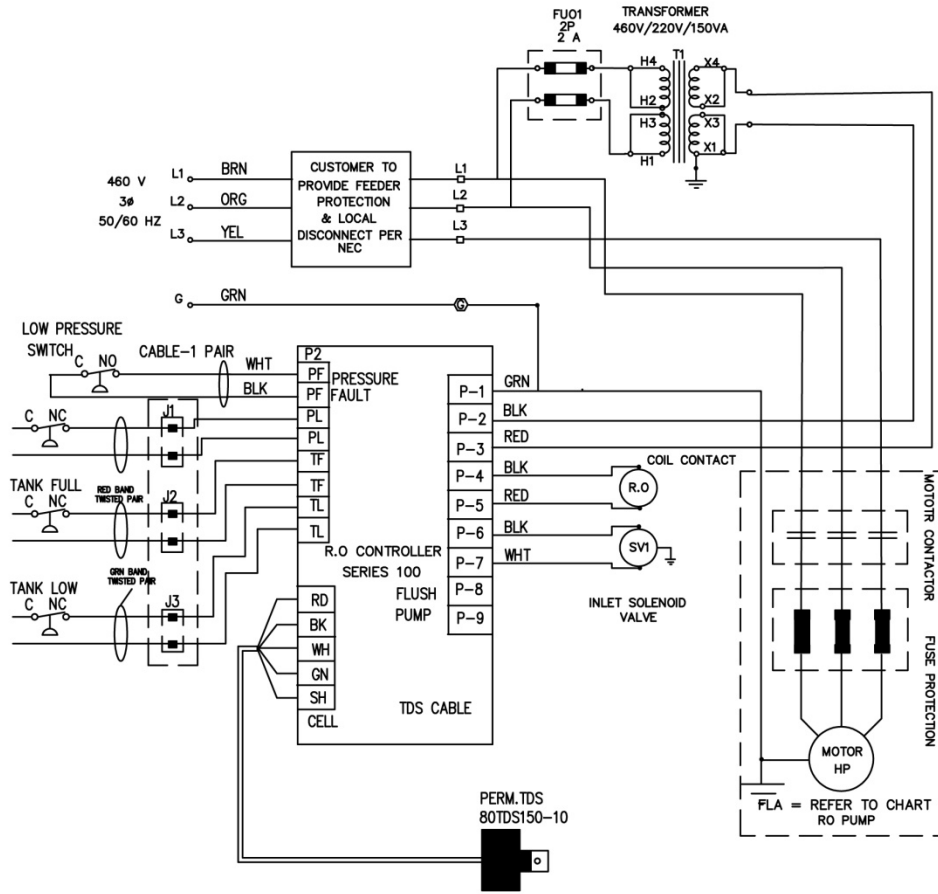 FU01
2P
2 A
TRANSFORMER
460V/220V/150VA
T1
H4
H2
H3
H1
X4
X2
X3
X1
460 V
3ø
50/60 HZ
L1
BRN
L2
ORG
L3
YEL
CUSTOMER TO
PROVIDE FEEDER
PROTECTION
& LOCAL
DISCONNECT PER
NEC
L1
L2
L3
G
GRN
G
LOW PRESSURE
SWITCH
C NO
CABLE-1 PAIR
WHT
BLK
C NC
J1
TANK FULL
C NC
RED BAND
TWISTED PAIR
J2
TANK LOW
C NC
GRN BAND
TWISTED PAIR
J3
P2
PF
PF
PL
PL
TF
TF
TL
TL
PRESSURE
FAULT
R.O CONTROLLER
SERIES 100
FLUSH
PUMP
RD
BK
WH
GN
SH
CELL
TDS CABLE
P-1
P-2
P-3
P-4
P-5
P-6
P-7
P-8
P-9
GRN
BLK
RED
BLK
RED
BLK
WHT
COIL CONTACT
R.O
SV1
INLET SOLENOID
VALVE
MOTOTR CONTACTOR
FUSE PROTECTION
MOTOR
HP
FLA = REFER TO CHART
RO PUMP
PERM.TDS
80TDS150-10